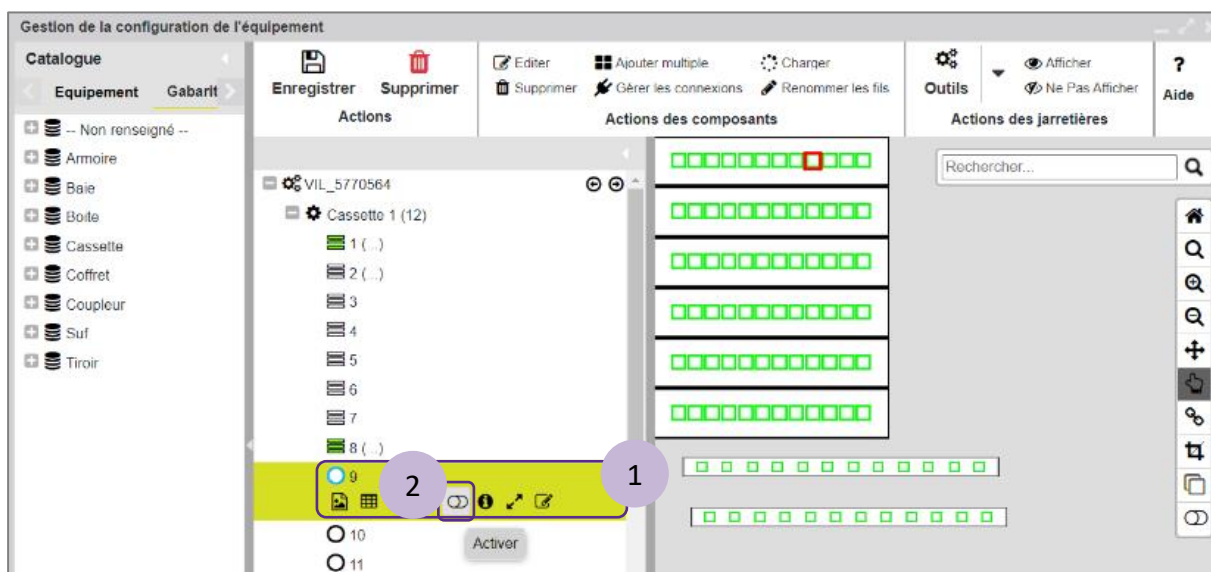 Gestion de la configuration de l'équipement
Catalogue
Equipement Gabarit
-- Non renseigné --
Armoire
Baie
Boite
Cassette
Coffret
Coupleur
Suf
Tiroir
Enregistrer Supprimer
Actions
Editer Ajouter multiple Charger
Supprimer Gérer les connexions Renommer les fils
Actions des composants
Outils
Afficher
Ne Pas Afficher
Actions des jarretières
?
Aide
VIL_5770564
Cassette 1 (12)
1 (...)
2 (...)
3
4
5
6
7
8 (...)
9
10
11
1
2
Activer
Rechercher...